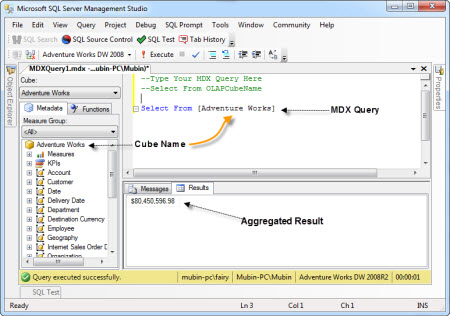 Microsoft SQL Server Management Studio
File Edit View Query Project Debug SQL Prompt Tools Window Community Help
SQL Search SQL Source Control SQL Test Tab History
Adventure Works DW 2008 Execute
MDXQuery1.mdx -...ubin-PC\Mubin)*
Cube:
Adventure Works
Metadata Functions
Measure Group:
<All>
Adventure Works
Measures
KPIs
Account
Customer
Date
Delivery Date
Department
Destination Currency
Employee
Geography
Internet Sales Order D
Organization
Object Explorer
--Type Your MDX Query Here
--Select From OLAPCubeName
Select From [Adventure Works]
MDX Query
Cube Name
Properties
Messages Results
$80,450,596.98
Aggregated Result
Query executed successfully. mubin-pc\fairy Mubin-PC\Mubin Adventure Works DW 2008R2 00:00:01
SQL Test
Ready Ln 3 Col 1 Ch 1